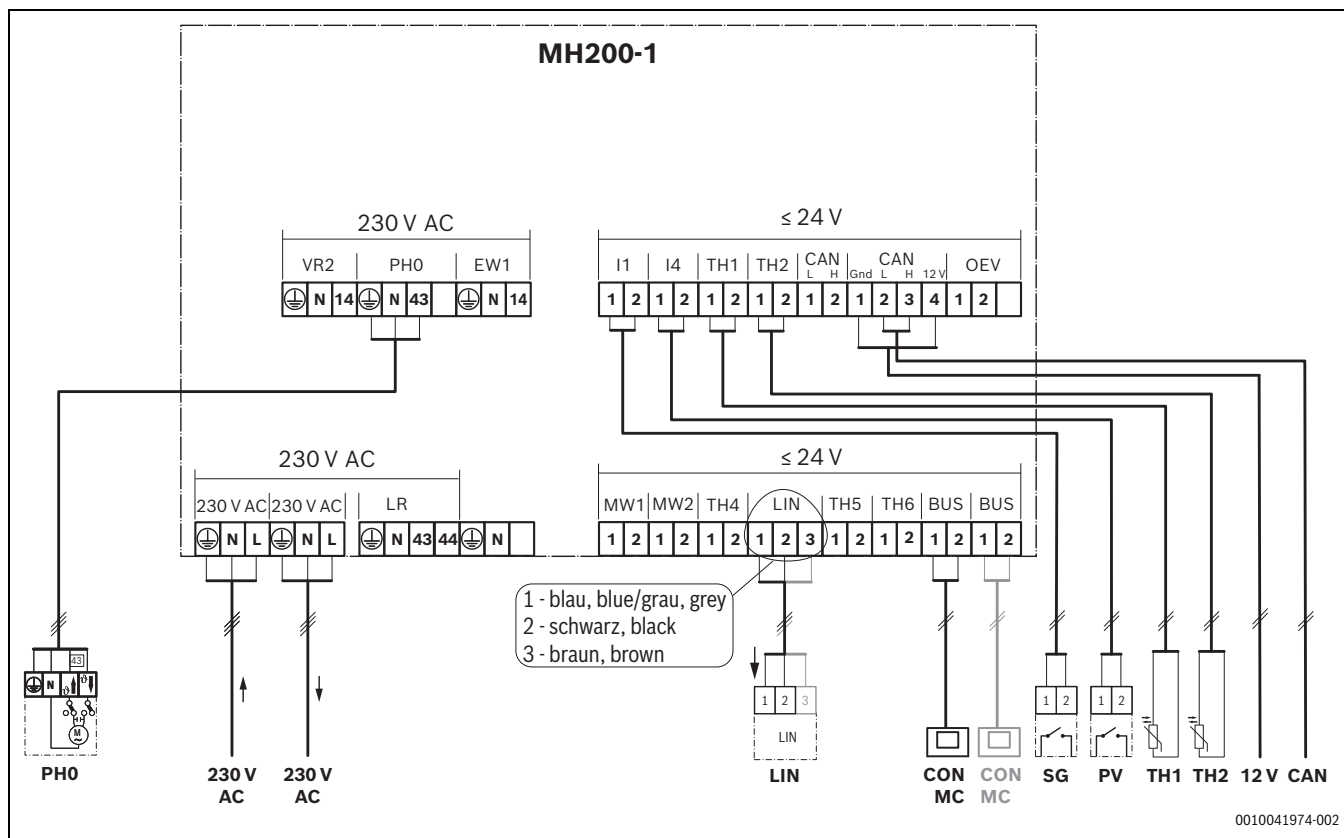 MH200-1
230 V AC
≤ 24 V
VR2 PH0 EW1
I1 I4 TH1 TH2 CAN CAN OEV
L H Gnd L H 12 V
N 14 N 43 N 14
1 2 1 2 1 2 1 2 1 2 1 2 3 4 1 2
230 V AC
≤ 24 V
230 V AC 230 V AC LR
MW1 MW2 TH4 LIN TH5 TH6 BUS BUS
N L N L N 43 44 N
1 2 1 2 1 2 1 2 3 1 2 1 2 1 2 1 2
1 - blau, blue/grau, grey
2 - schwarz, black
3 - braun, brown
43
N ϑ ϑ
M
1 2 3
LIN
1 2
1 2
PH0
230 V
AC
230 V
AC
LIN
CON
MC
CON
MC
SG
PV
TH1
TH2
12 V
CAN
0010041974-002